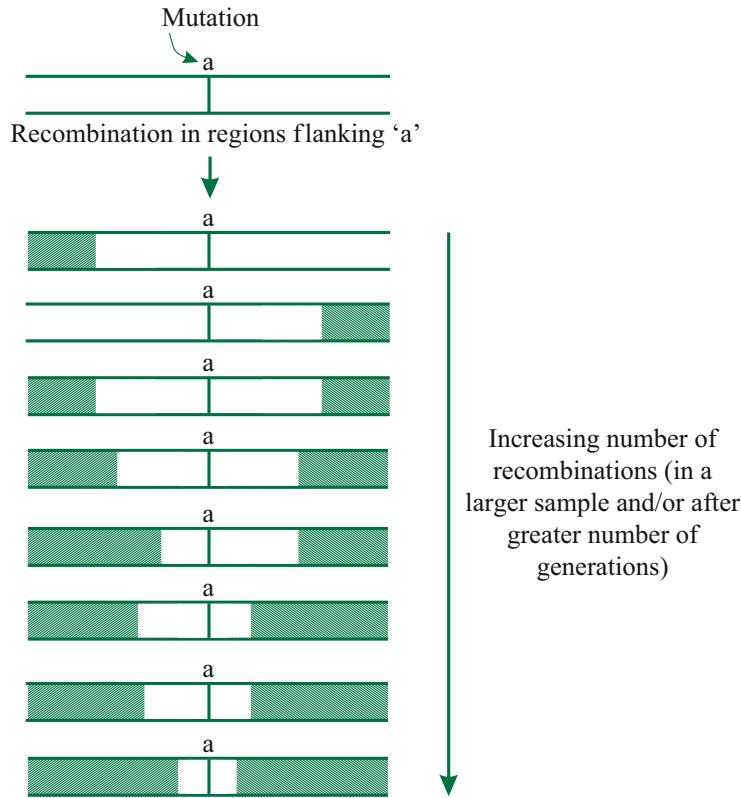 Mutation
a
Recombination in regions flanking ‘a’
a
a
a
a
a
a
a
a
Increasing number of
recombinations (in a
larger sample and/or after
greater number of
generations)